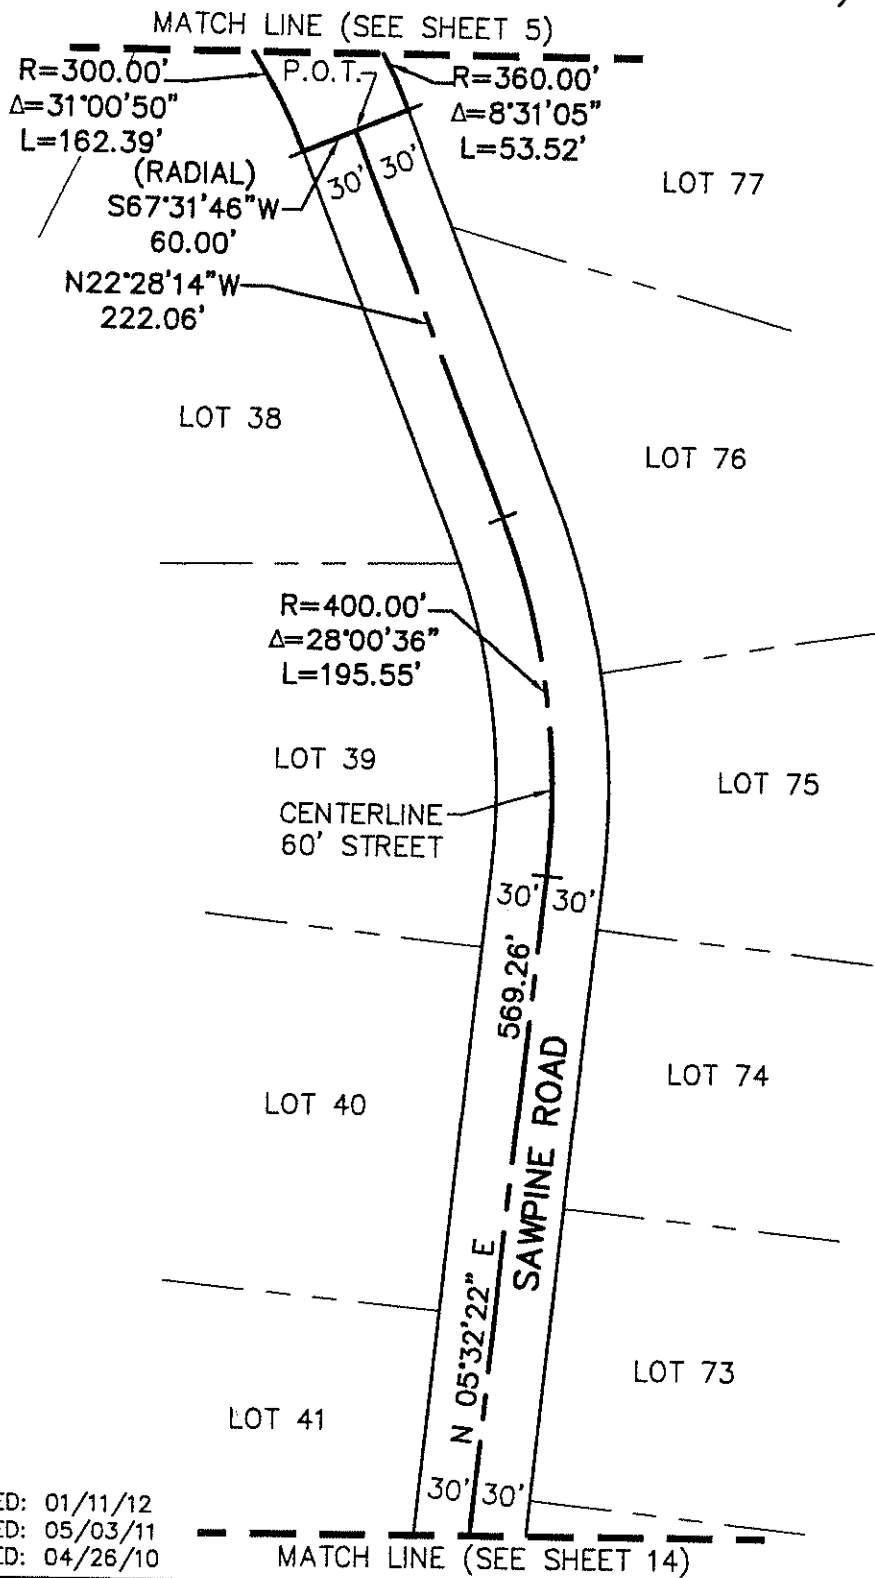 MATCH LINE (SEE SHEET 5)
R=300.00'
Δ=31°00'50"
L=162.39'
P.O.T.
R=360.00'
Δ=8°31'05"
L=53.52'
(RADIAL)
S67°31'46"W
60.00'
30' 30'
LOT 77
N22°28'14"W
222.06'
LOT 38
LOT 76
R=400.00'
Δ=28°00'36"
L=195.55'
LOT 39
LOT 75
CENTERLINE
60' STREET
30' 30'
569.26'
N 05°32'22" E
SAWPINE ROAD
LOT 74
LOT 40
LOT 73
LOT 41
30' 30'
ED: 01/11/12
ED: 05/03/11
ED: 04/26/10
MATCH LINE (SEE SHEET 14)